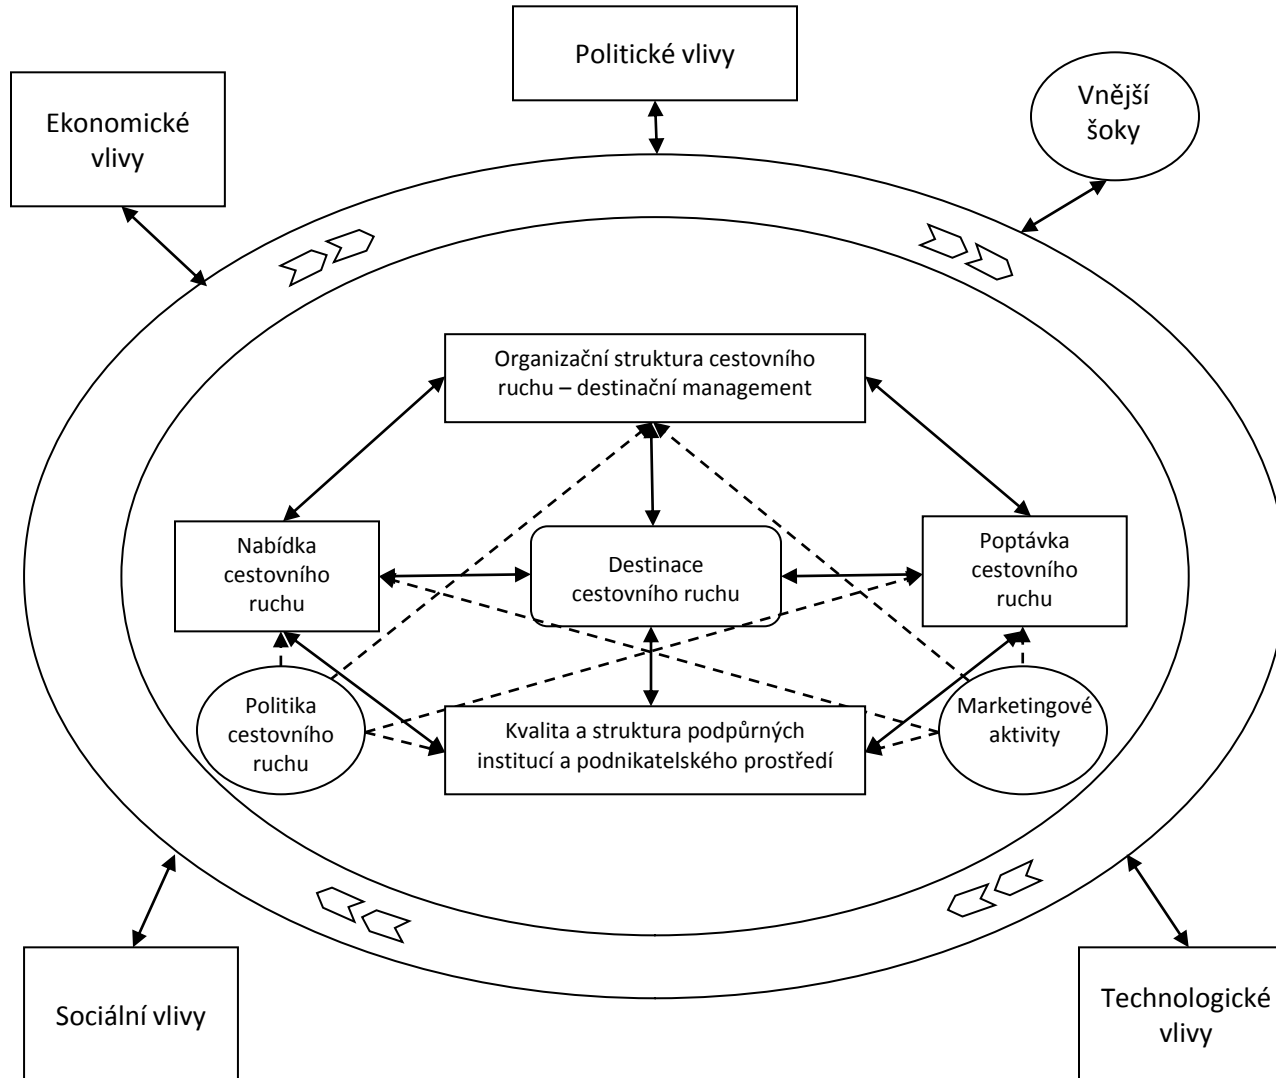 Politické vlivy
Ekonomické
vlivy
Vnější
šoky
Organizační struktura cestovního
ruchu – destinační management
Nabídka
cestovního
ruchu
Destinace
cestovního ruchu
Poptávka
cestovního
ruchu
Politika
cestovního
ruchu
Kvalita a struktura podpůrných
institucí a podnikatelského prostředí
Marketingové
aktivity
Sociální vlivy
Technologické
vlivy